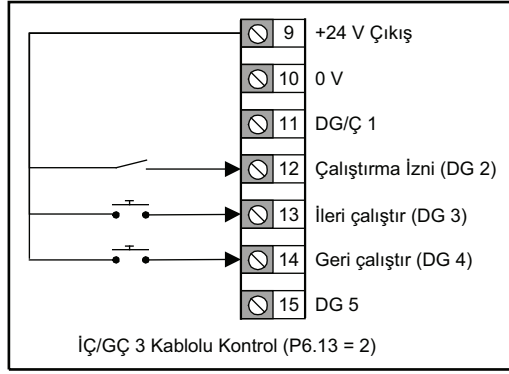 9 +24 V Çıkış
10 0 V
11 DG/Ç 1
12 Çalıştırma İzni (DG 2)
13 İleri çalıştır (DG 3)
14 Geri çalıştır (DG 4)
15 DG 5
İÇ/GÇ 3 Kablolu Kontrol (P6.13 = 2)